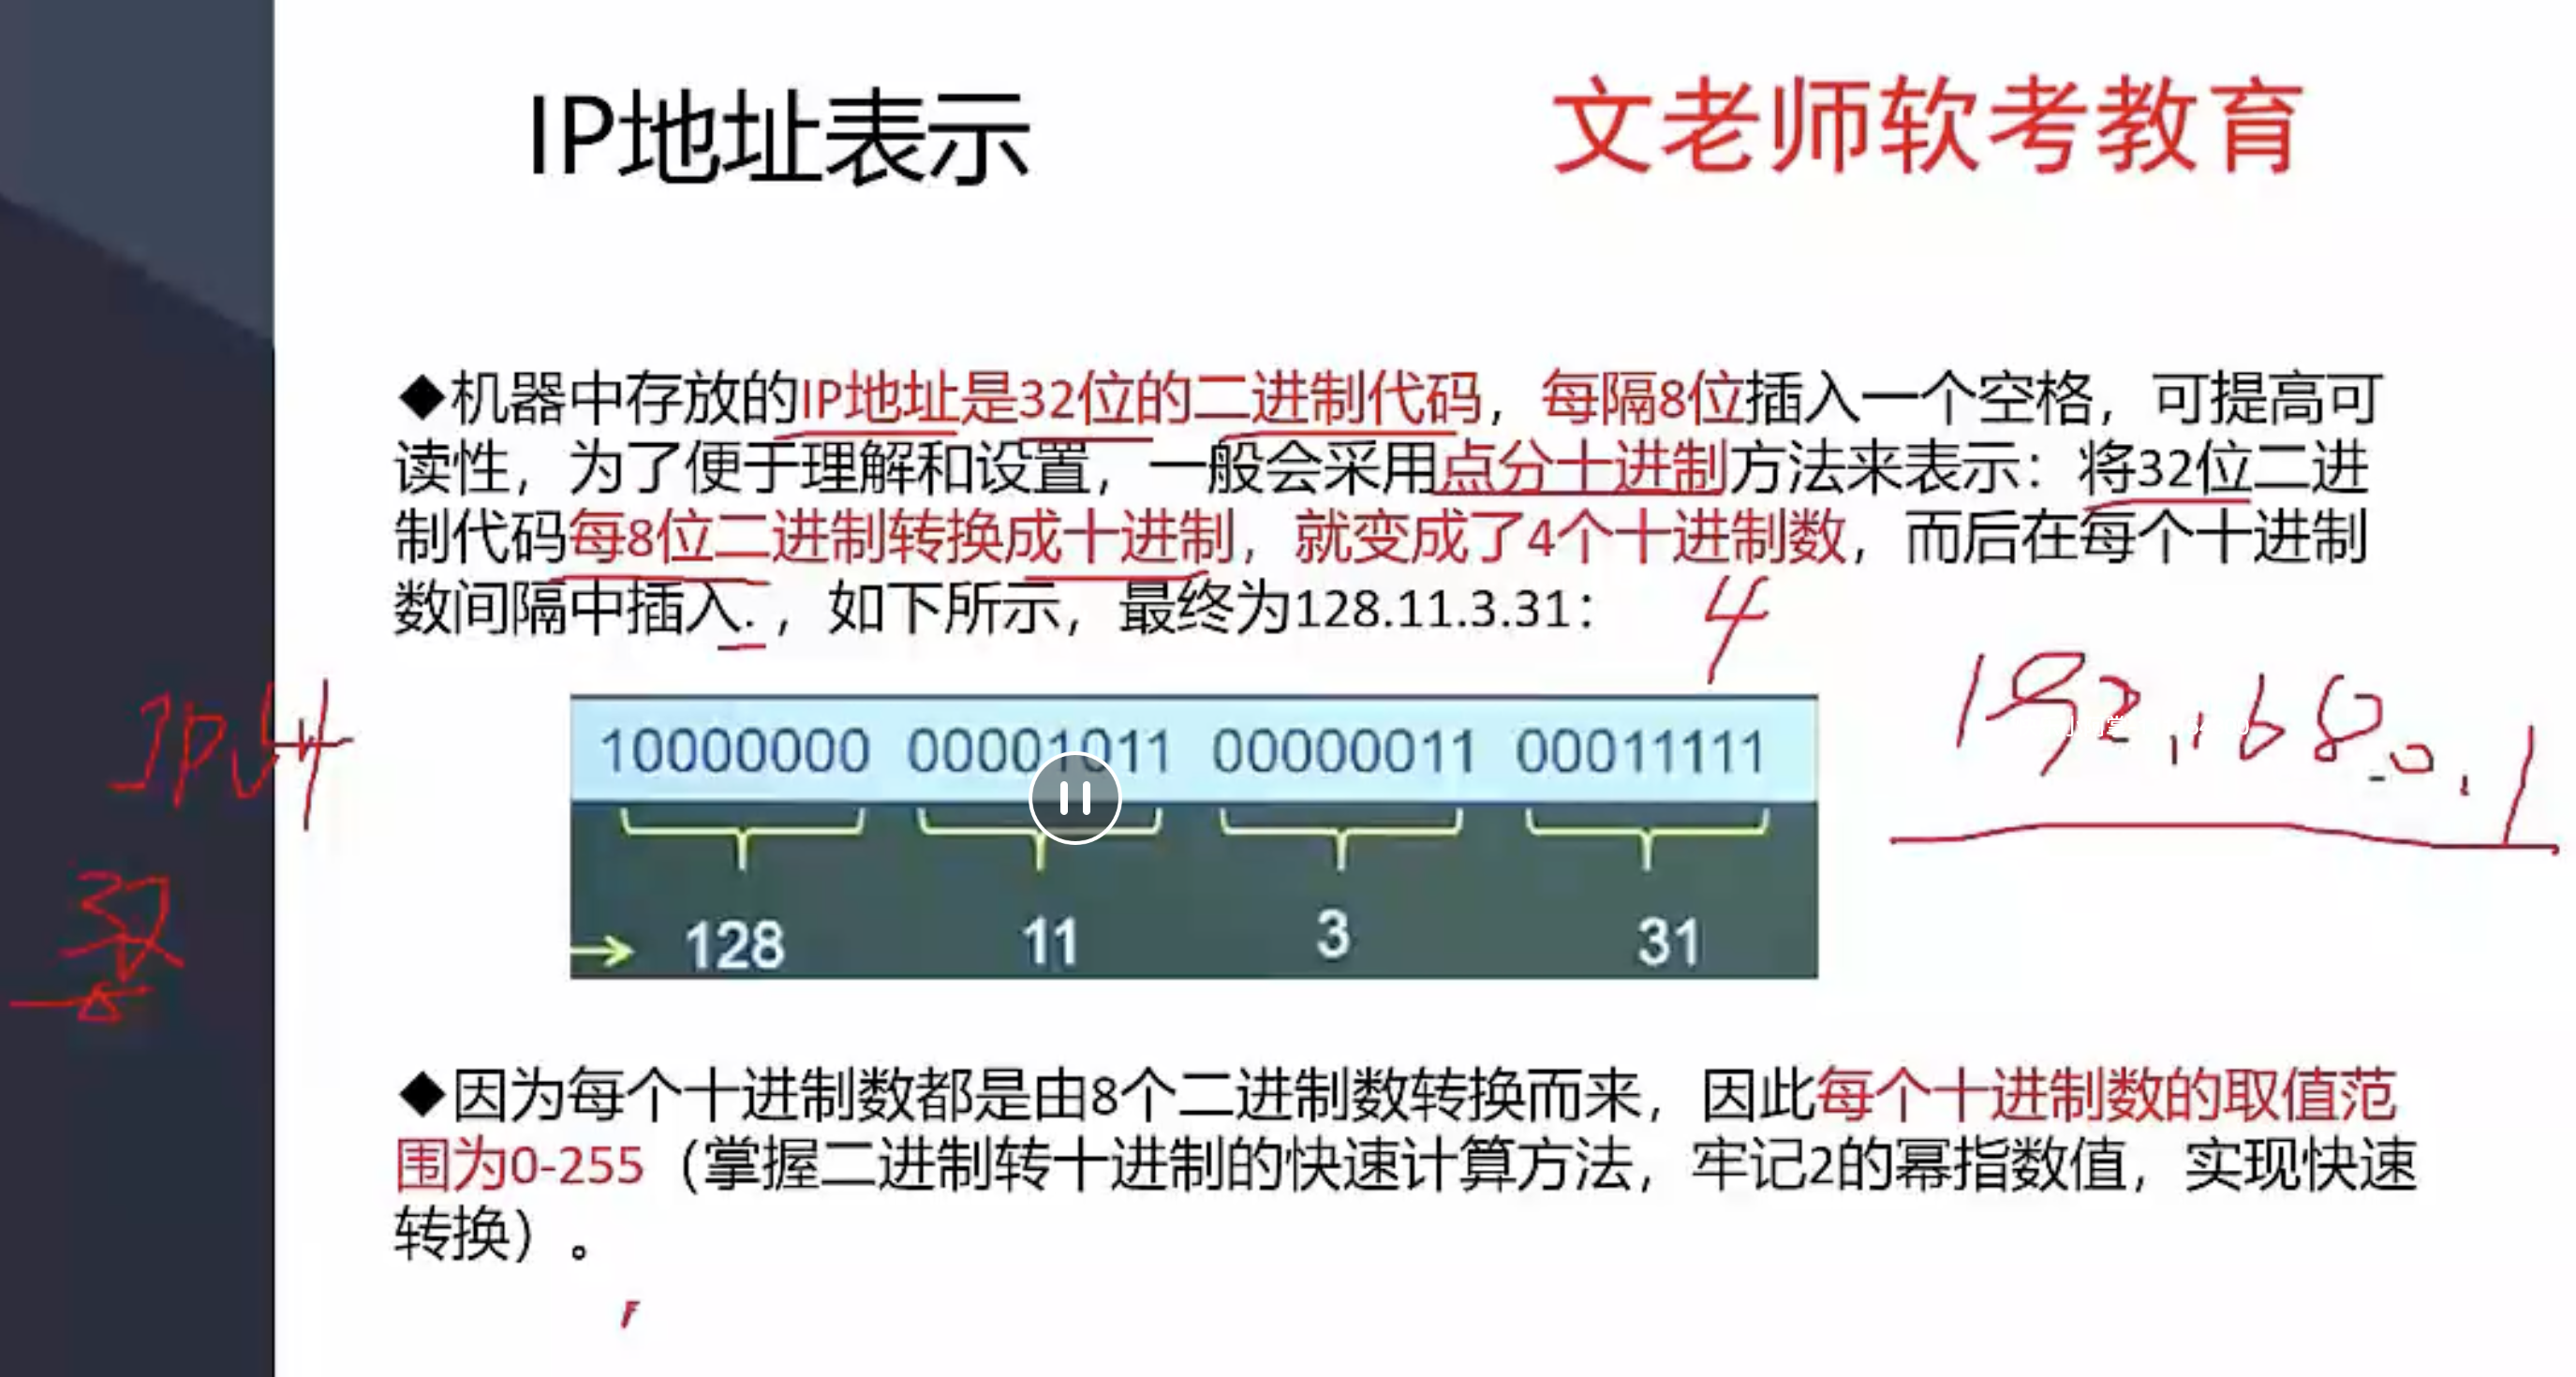 IP地址表示
文老师软考教育
◆机器中存放的IP地址是32位的二进制代码，每隔8位插入一个空格，可提高可
读性，为了便于理解和设置，一般会采用点分十进制方法来表示：将32位二进
制代码每8位二进制转换成十进制，就变成了4个十进制数，而后在每个十进制
数间隔中插入.，如下所示，最终为128.11.3.31：
4
IPv4
192.168.0.1
10000000 00001011 00000011 00011111
128 11 3 31
32
◆因为每个十进制数都是由8个二进制数转换而来，因此每个十进制数的取值范
围为0-255（掌握二进制转十进制的快速计算方法，牢记2的幂指数值，实现快速
转换）。